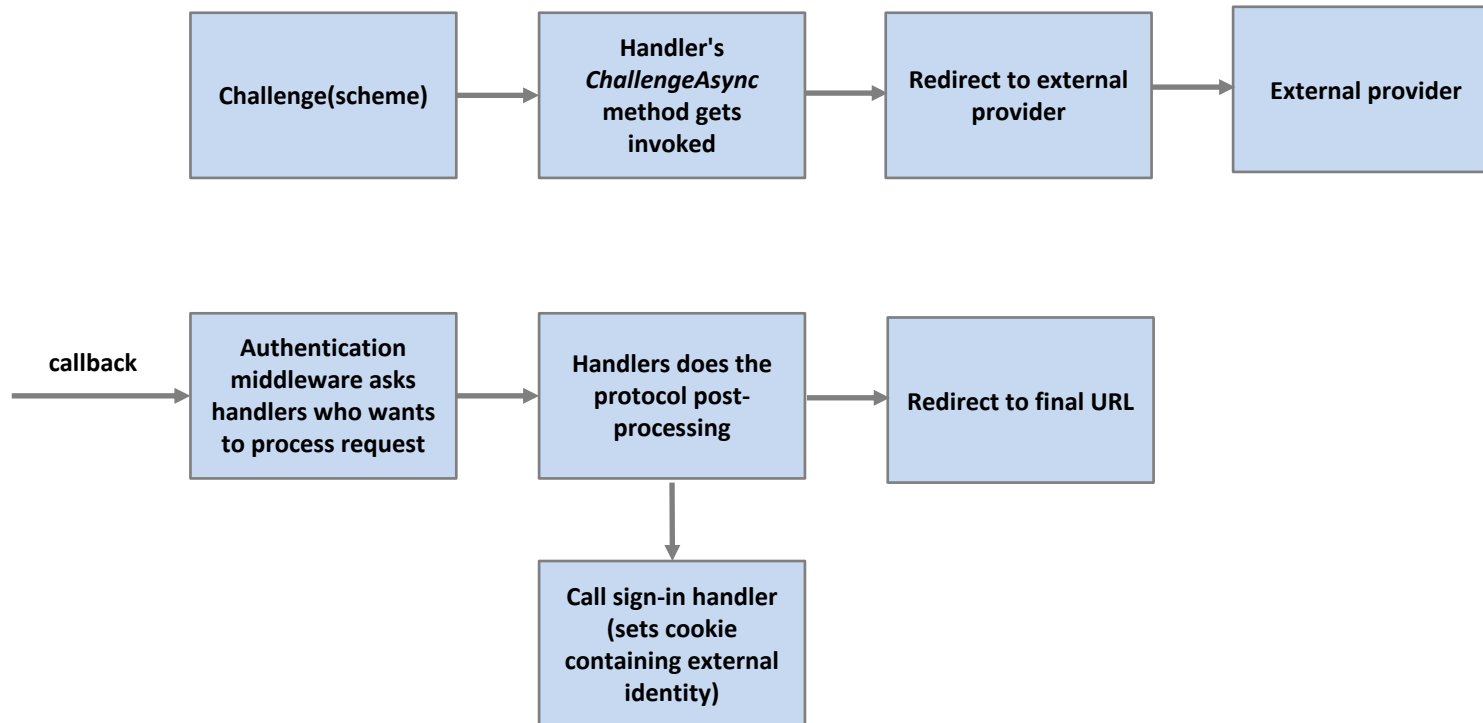 Challenge(scheme)
Handler's
ChallengeAsync
method gets
invoked
Redirect to external
provider
External provider
callback
Authentication
middleware asks
handlers who wants
to process request
Handlers does the
protocol post-
processing
Redirect to final URL
Call sign-in handler
(sets cookie
containing external
identity)